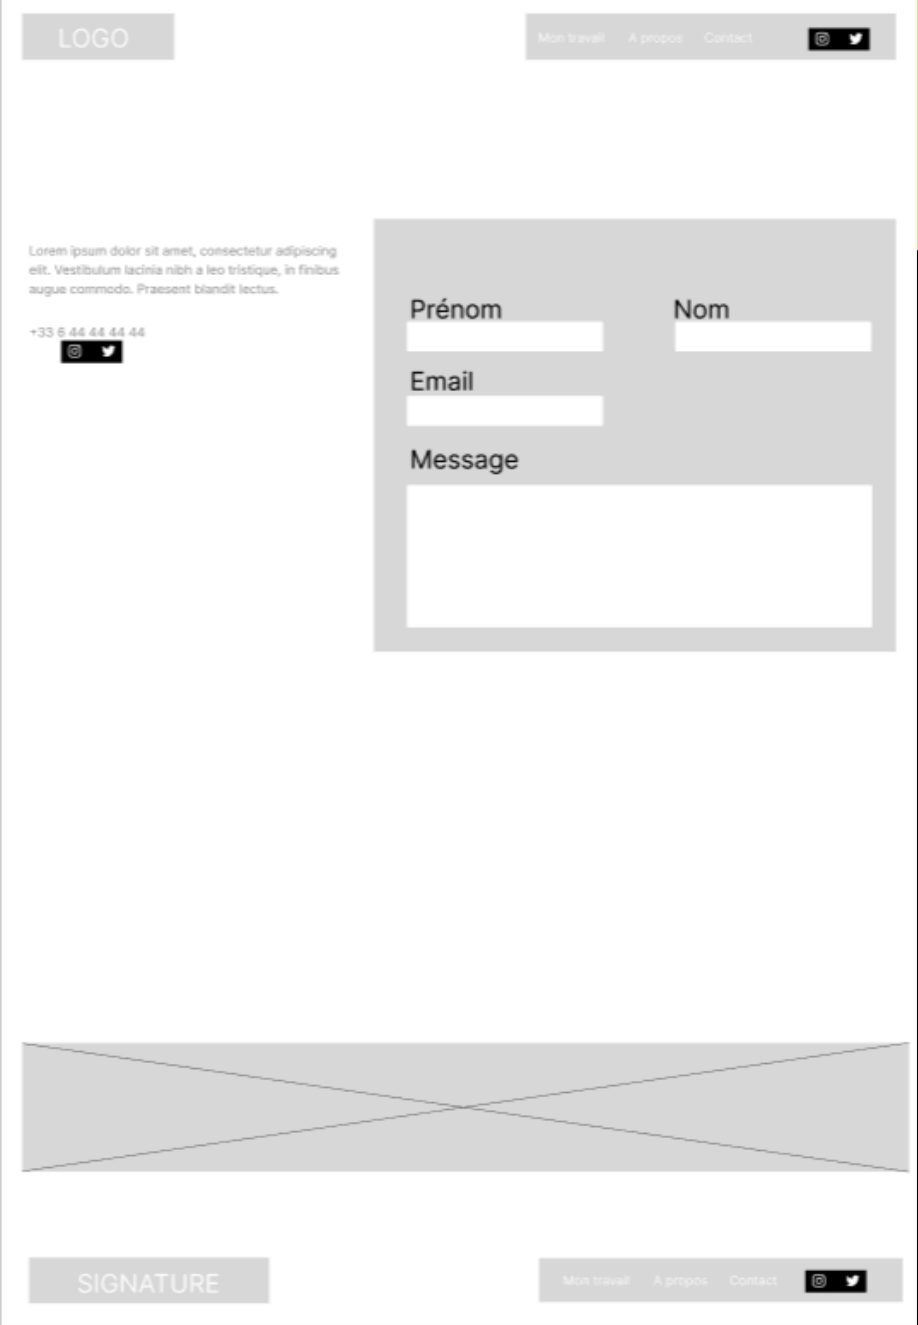 LOGO
Mon travail A propos Contact
Lorem ipsum dolor sit amet, consectetur adipiscing
elit. Vestibulum lacinia nibh a leo tristique, in finibus
augue commodo. Praesent blandit lectus.
+33 6 44 44 44 44
Prénom Nom
Email
Message
SIGNATURE
Mon travail A propos Contact